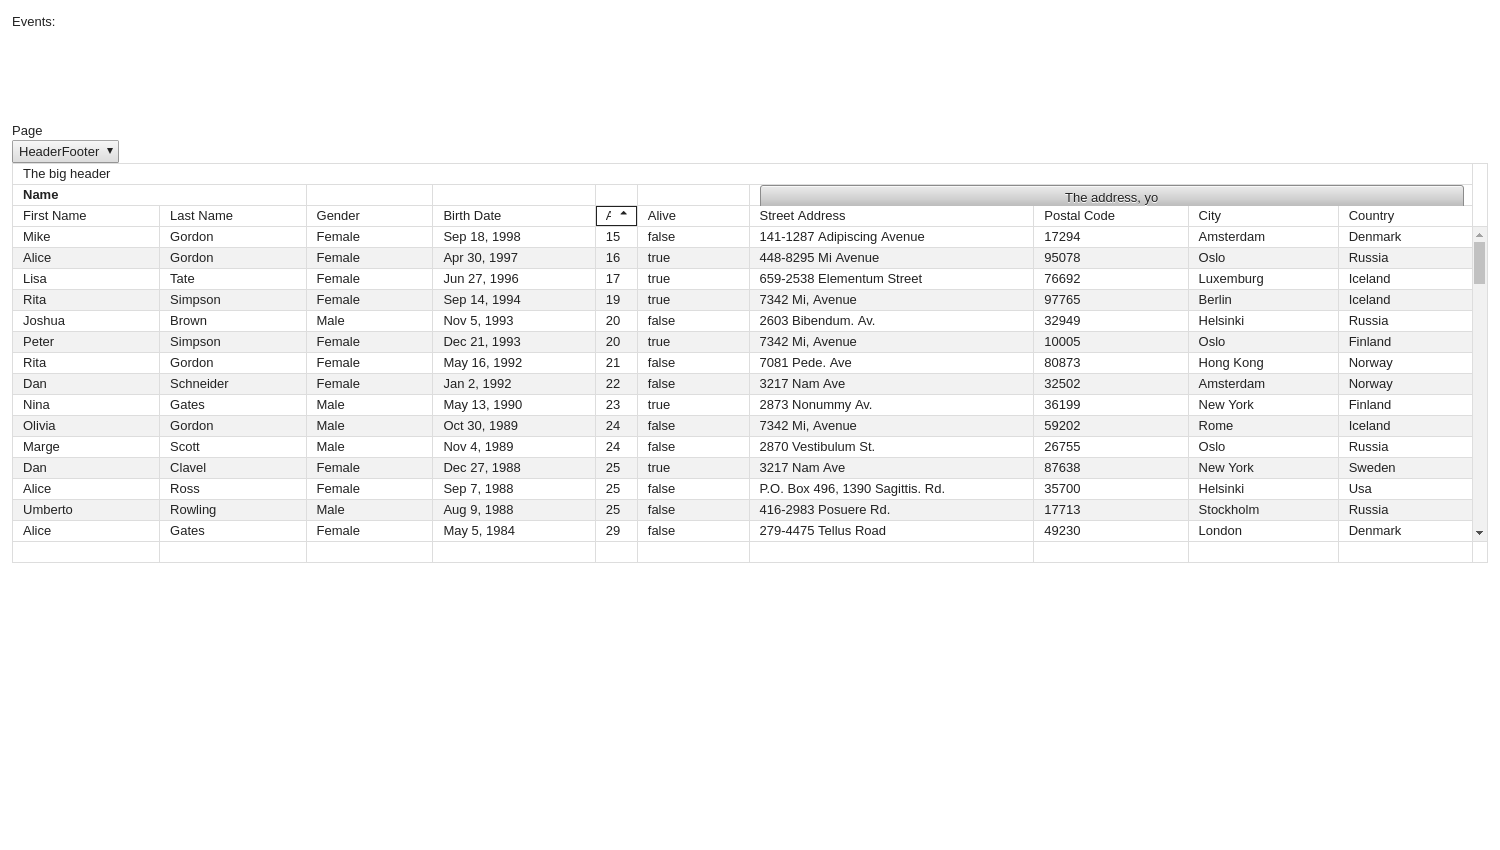 Events:
Page
HeaderFooter
The big header
Name The address, yo
First Name Last Name Gender Birth Date Alive Street Address Postal Code City Country
Mike Gordon Female Sep 18, 1998 15 false 141-1287 Adipiscing Avenue 17294 Amsterdam Denmark
Alice Gordon Female Apr 30, 1997 16 true 448-8295 Mi Avenue 95078 Oslo Russia
Lisa Tate Female Jun 27, 1996 17 true 659-2538 Elementum Street 76692 Luxemburg Iceland
Rita Simpson Female Sep 14, 1994 19 true 7342 Mi, Avenue 97765 Berlin Iceland
Joshua Brown Male Nov 5, 1993 20 false 2603 Bibendum. Av. 32949 Helsinki Russia
Peter Simpson Female Dec 21, 1993 20 true 7342 Mi, Avenue 10005 Oslo Finland
Rita Gordon Female May 16, 1992 21 false 7081 Pede. Ave 80873 Hong Kong Norway
Dan Schneider Female Jan 2, 1992 22 false 3217 Nam Ave 32502 Amsterdam Norway
Nina Gates Male May 13, 1990 23 true 2873 Nonummy Av. 36199 New York Finland
Olivia Gordon Male Oct 30, 1989 24 false 7342 Mi, Avenue 59202 Rome Iceland
Marge Scott Male Nov 4, 1989 24 false 2870 Vestibulum St. 26755 Oslo Russia
Dan Clavel Female Dec 27, 1988 25 true 3217 Nam Ave 87638 New York Sweden
Alice Ross Female Sep 7, 1988 25 false P.O. Box 496, 1390 Sagittis. Rd. 35700 Helsinki Usa
Umberto Rowling Male Aug 9, 1988 25 false 416-2983 Posuere Rd. 17713 Stockholm Russia
Alice Gates Female May 5, 1984 29 false 279-4475 Tellus Road 49230 London Denmark